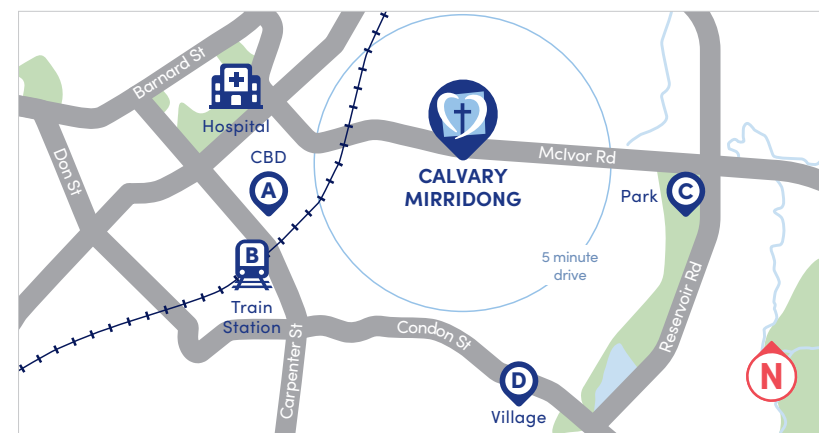 Barnard St
Hospital
Don St
CBD
A
CALVARY
MIRRIDONG
McIvor Rd
Park
C
B
Train
Station
5 minute
drive
Reservoir Rd
Carpenter St
Condon St
D
Village
N